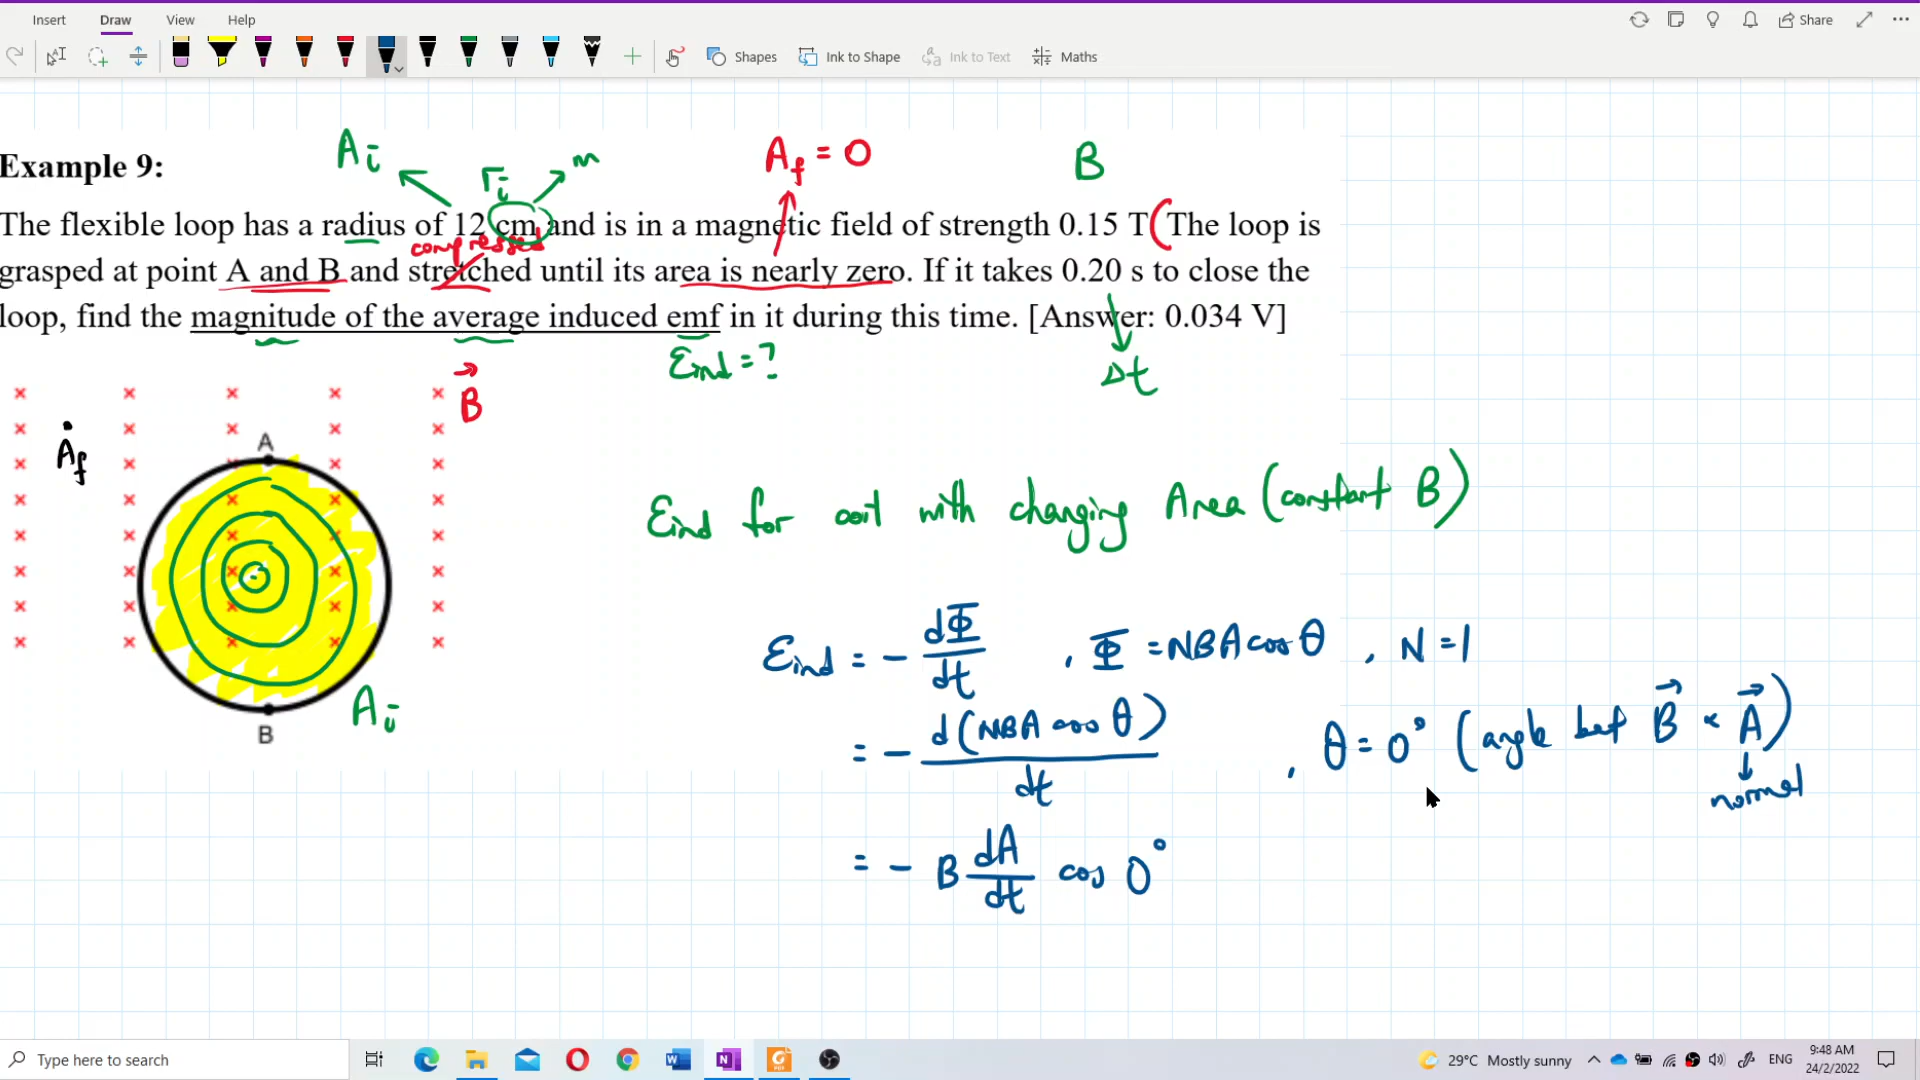 Insert Draw View Help
Share
Shapes Ink to Shape Ink to Text Maths
Example 9:
Ai ri m Af = 0 B
The flexible loop has a radius of 12 cm and is in a magnetic field of strength 0.15 T (The loop is
compressed
grasped at point A and B and stretched until its area is nearly zero. If it takes 0.20 s to close the
loop, find the magnitude of the average induced emf in it during this time. [Answer: 0.034 V]
Eind = ? Δt
B
Af
A
Eind for coil with changing Area (constant B)
Ai
B
Eind = - dΦ/dt , Φ = NBA cos θ , N = 1
= - d(NBA cos θ)/dt , θ = 0° (angle bet B & A)
normal
= - B dA/dt cos 0°
Type here to search
29°C Mostly sunny
ENG
9:48 AM
24/2/2022